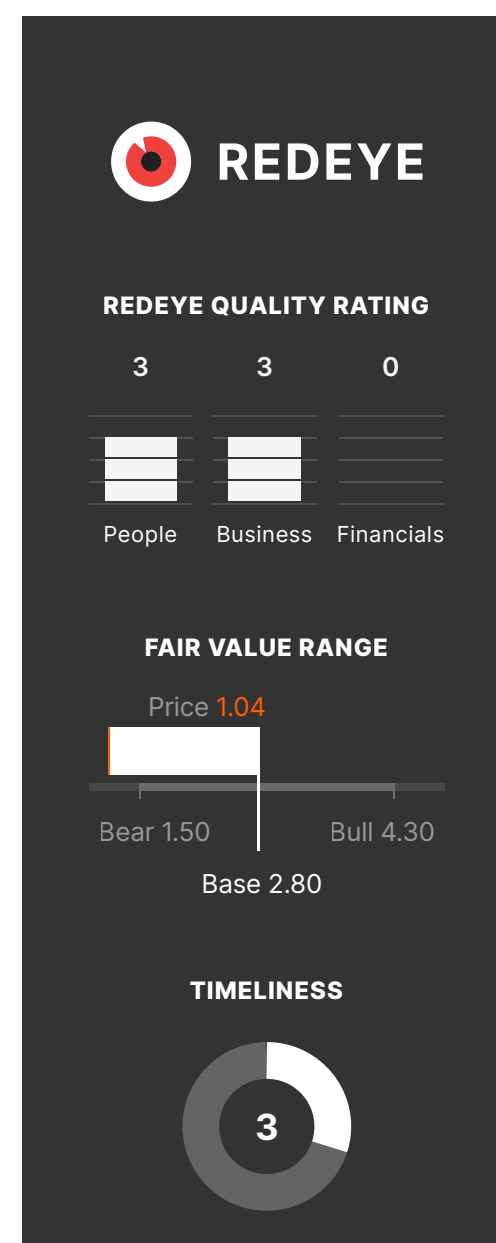 REDEYE
REDEYE QUALITY RATING
3 3 0
People Business Financials
FAIR VALUE RANGE
Price 1.04
Bear 1.50 Bull 4.30
Base 2.80
TIMELINESS
3